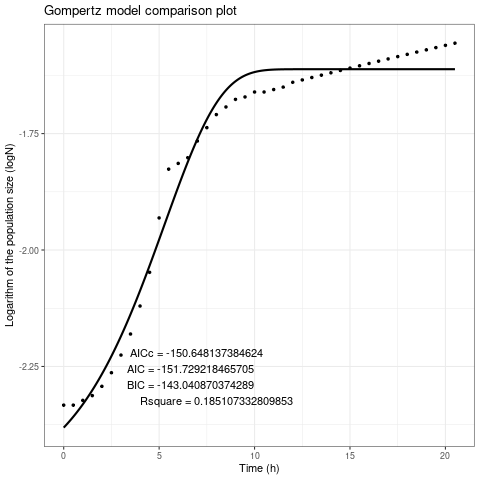 Gompertz model comparison plot
Logarithm of the population size (logN)
-1.75
-2.00
-2.25
AICc = -150.648137384624
AIC = -151.729218465705
BIC = -143.040870374289
Rsquare = 0.185107332809853
0 5 10 15 20
Time (h)